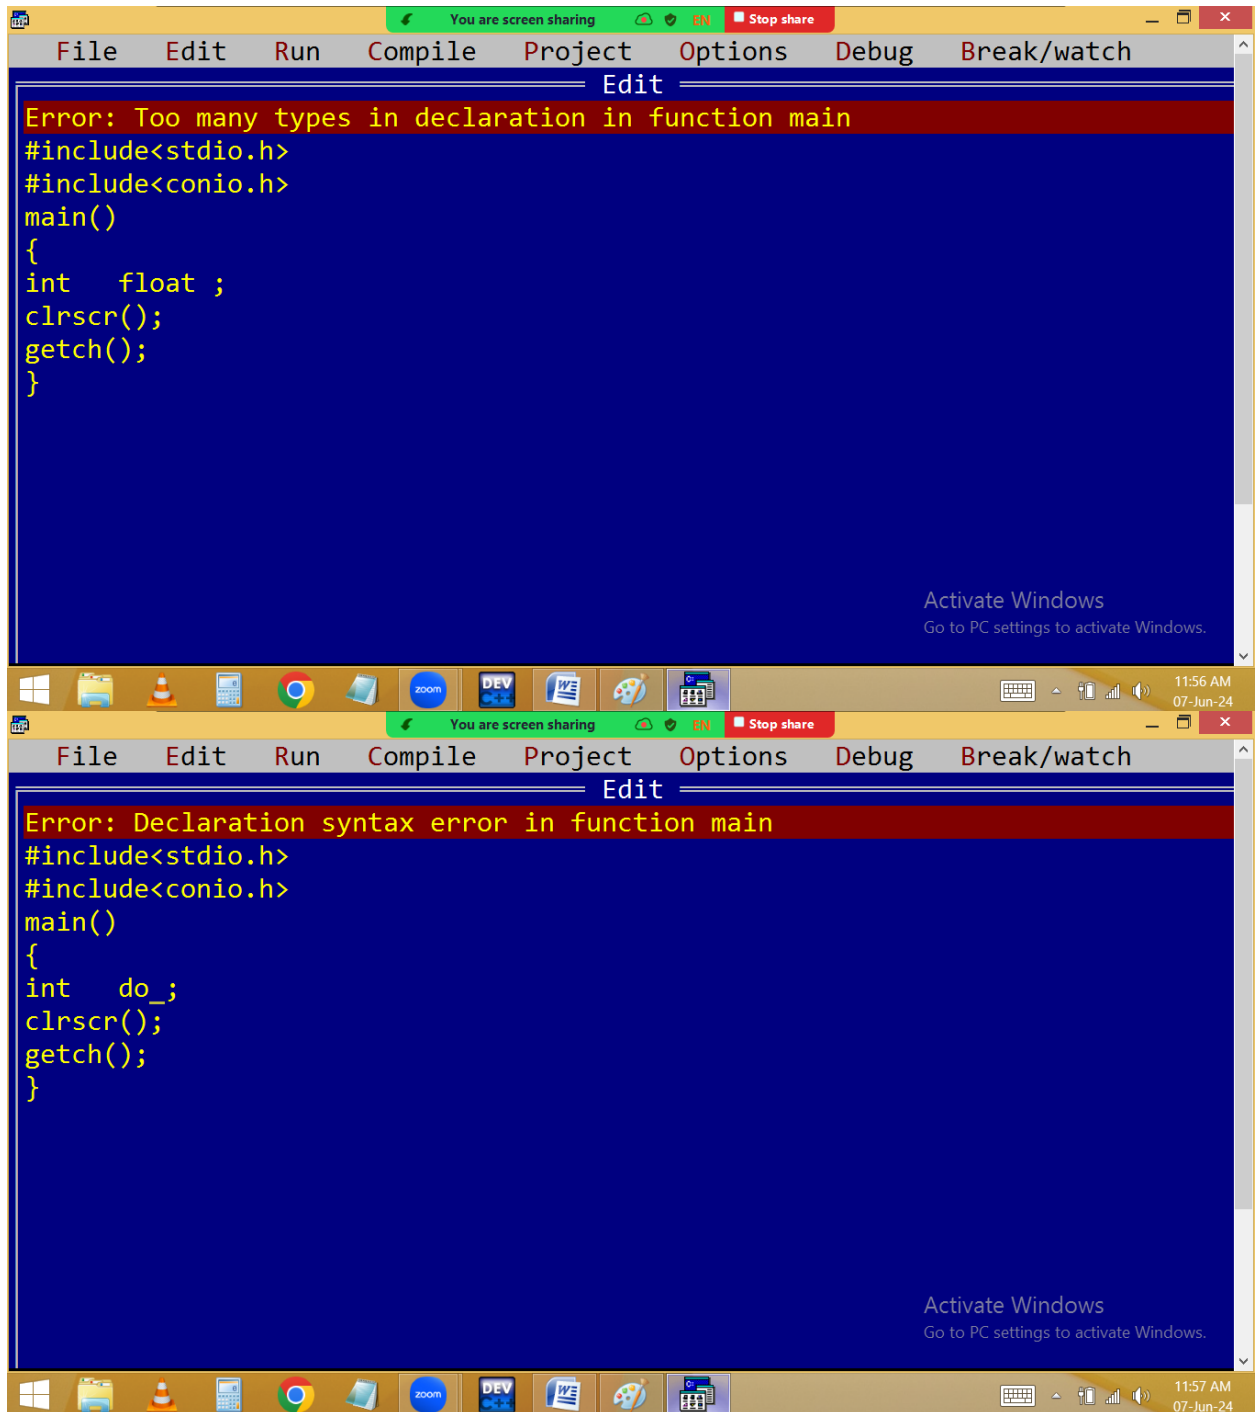 You are screen sharing EN Stop share
File Edit Run Compile Project Options Debug Break/watch
Edit
Error: Too many types in declaration in function main
#include<stdio.h>
#include<conio.h>
main()
{
int   float ;
clrscr();
getch();
}
Activate Windows
Go to PC settings to activate Windows.
zoom DEV C++ 11:56 AM
07-Jun-24
You are screen sharing EN Stop share
File Edit Run Compile Project Options Debug Break/watch
Edit
Error: Declaration syntax error in function main
#include<stdio.h>
#include<conio.h>
main()
{
int   do_;
clrscr();
getch();
}
Activate Windows
Go to PC settings to activate Windows.
zoom DEV C++ 11:57 AM
07-Jun-24